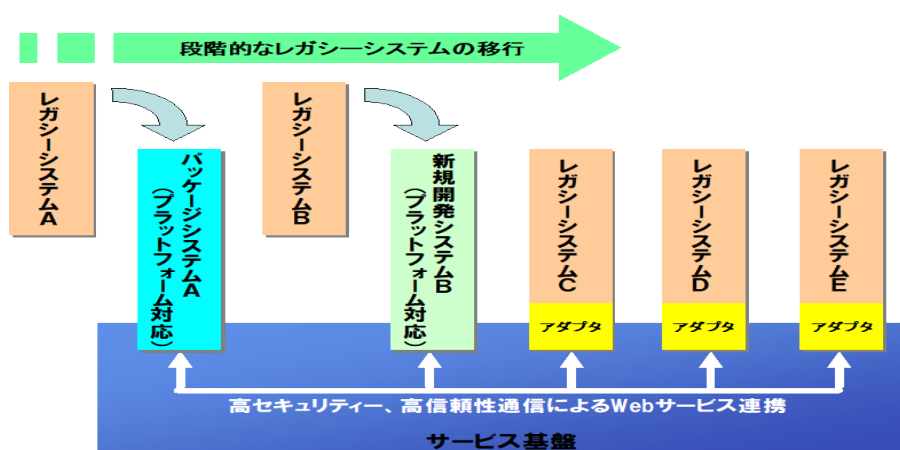 段階的なレガシーシステムの移行
レガシーシステムA
パッケージシステムA
（プラットフォーム対応）
レガシーシステムB
新規開発システムB
（プラットフォーム対応）
レガシーシステムC
アダプタ
レガシーシステムD
アダプタ
レガシーシステムE
アダプタ
高セキュリティー、高信頼性通信によるWebサービス連携
サービス基盤